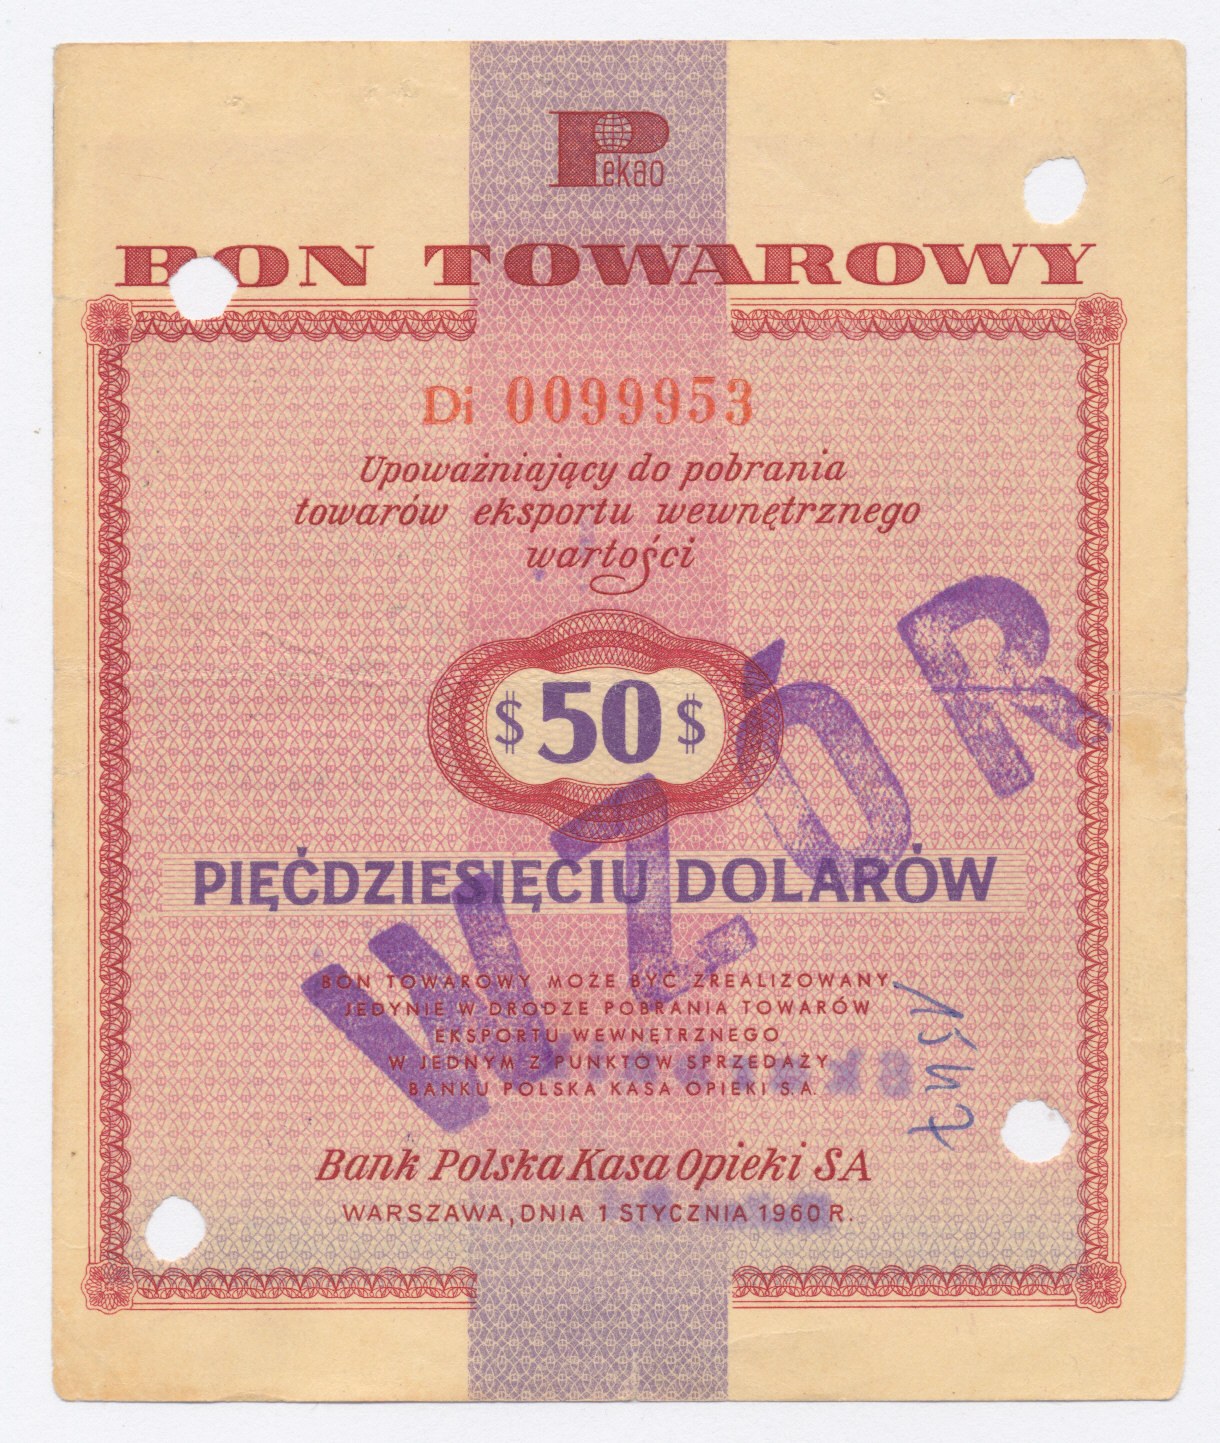 Pekao
BON TOWAROWY
Di 0099953
Upoważniający do pobrania
towarów eksportu wewnętrznego
wartości
$ 50 $
PIĘĆDZIESIĘCIU DOLARÓW
WZÓR
BON TOWAROWY MOŻE BYĆ ZREALIZOWANY
JEDYNIE W DRODZE POBRANIA TOWARÓW
EKSPORTU WEWNĘTRZNEGO
W JEDNYM Z PUNKTÓW SPRZEDAŻY
BANKU POLSKA KASA OPIEKI S.A.
Bank Polska Kasa Opieki SA
WARSZAWA, DNIA 1 STYCZNIA 1960 R.